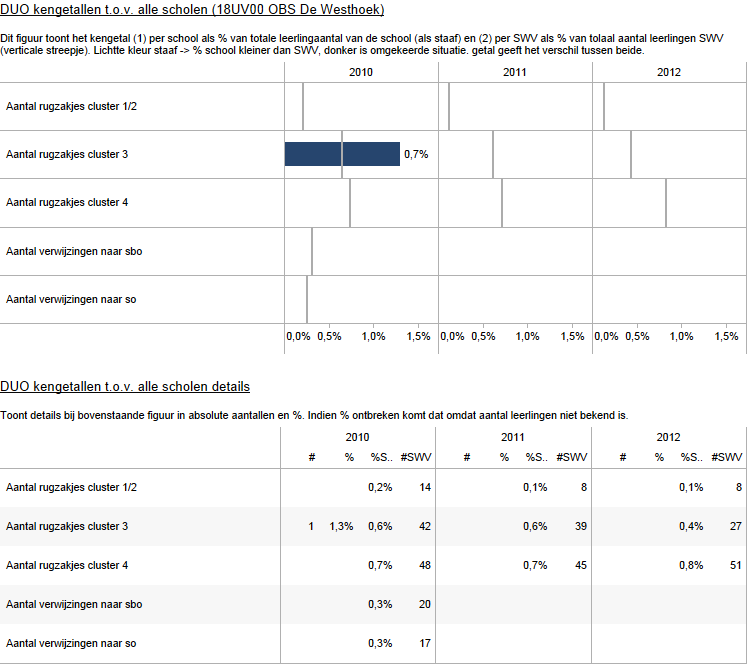 DUO kengetallen t.o.v. alle scholen (18UV00 OBS De Westhoek)
Dit figuur toont het kengetal (1) per school als % van totale leerlingaantal van de school (als staaf) en (2) per SWV als % van tolaal aantal leerlingen SWV
(verticale streepje). Lichtte kleur staaf -> % school kleiner dan SWV, donker is omgekeerde situatie. getal geeft het verschil tussen beide.
2010 2011 2012
Aantal rugzakjes cluster 1/2
Aantal rugzakjes cluster 3 0,7%
Aantal rugzakjes cluster 4
Aantal verwijzingen naar sbo
Aantal verwijzingen naar so
0,0% 0,5% 1,0% 1,5% 0,0% 0,5% 1,0% 1,5% 0,0% 0,5% 1,0% 1,5%
DUO kengetallen t.o.v. alle scholen details
Toont details bij bovenstaande figuur in absolute aantallen en %. Indien % ontbreken komt dat omdat aantal leerlingen niet bekend is.
2010 2011 2012
# % %S.. #SWV # % %S.. #SWV # % %S.. #SWV
Aantal rugzakjes cluster 1/2 0,2% 14 0,1% 8 0,1% 8
Aantal rugzakjes cluster 3 1 1,3% 0,6% 42 0,6% 39 0,4% 27
Aantal rugzakjes cluster 4 0,7% 48 0,7% 45 0,8% 51
Aantal verwijzingen naar sbo 0,3% 20
Aantal verwijzingen naar so 0,3% 17